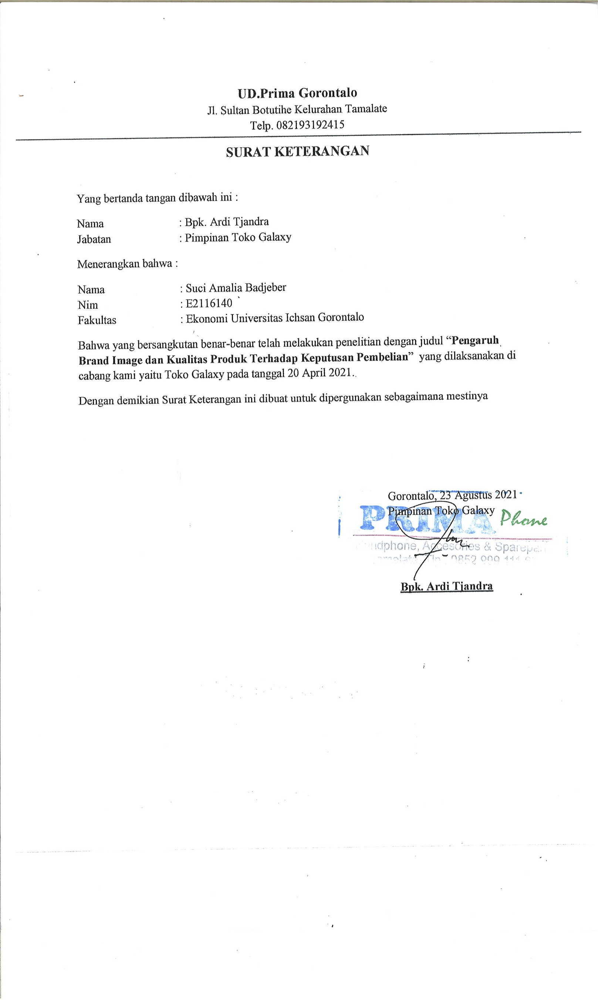 UD.Prima Gorontalo
Jl. Sultan Botutihe Kelurahan Tamalate
Telp. 082193192415
SURAT KETERANGAN
Yang bertanda tangan dibawah ini :
Nama : Bpk. Ardi Tjandra
Jabatan : Pimpinan Toko Galaxy
Menerangkan bahwa :
Nama : Suci Amalia Badjeber
Nim : E2116140
Fakultas : Ekonomi Universitas Ichsan Gorontalo
Bahwa yang bersangkutan benar-benar telah melakukan penelitian dengan judul “Pengaruh
Brand Image dan Kualitas Produk Terhadap Keputusan Pembelian” yang dilaksanakan di
cabang kami yaitu Toko Galaxy pada tanggal 20 April 2021..
Dengan demikian Surat Keterangan ini dibuat untuk dipergunakan sebagaimana mestinya
Gorontalo, 23 Agustus 2021
Pimpinan Toko Galaxy
PRIMA Phone
Accesories &
0852 999
Bpk. Ardi Tjandra